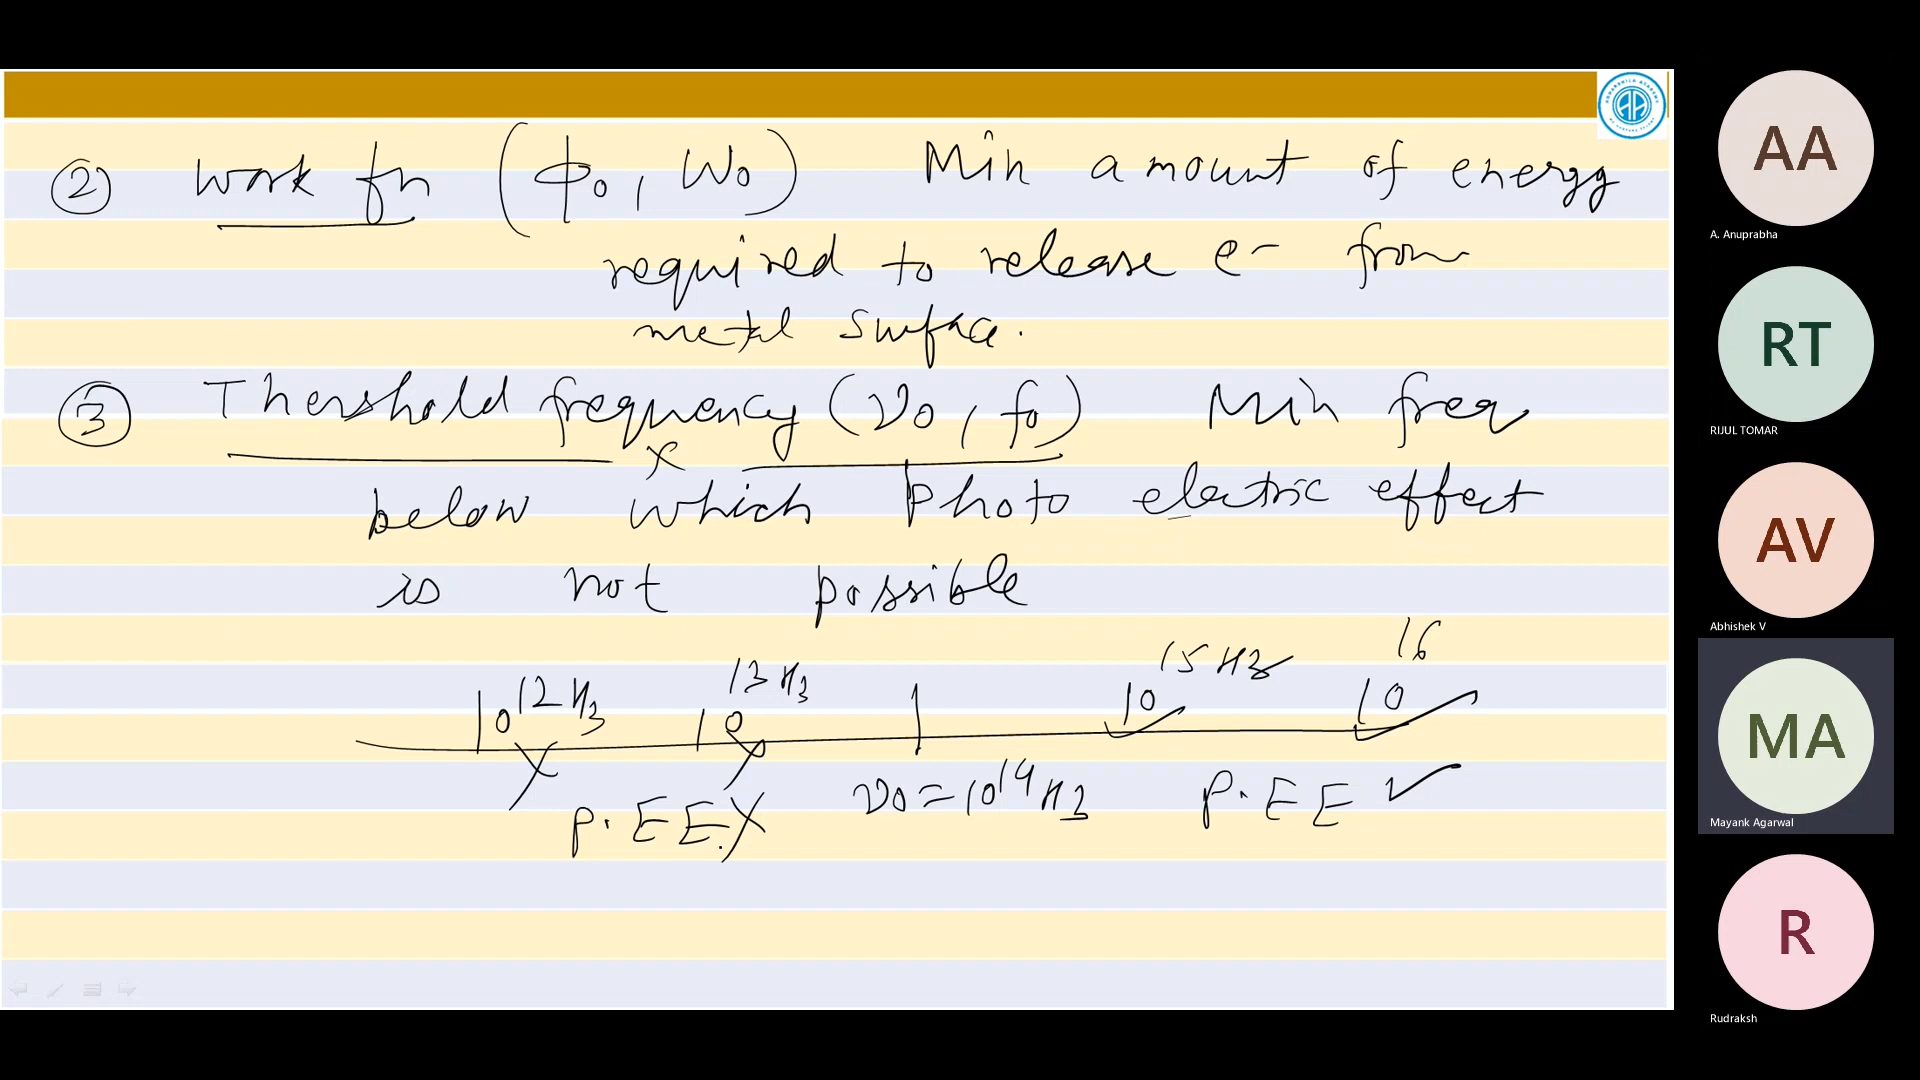 ② Work fn (ϕ₀, W₀) Min amount of energy
required to release e- from
metal surface.
③ Thershold frequency (ν₀, f₀) Min freq
below which Photo electric effect
is not possible
10^12 Hz 10^13 Hz 10^15 Hz 10^16
P.E.E. ν₀ = 10^14 Hz P.EE ✓
AA
A. Anuprabha
RT
RIJUL TOMAR
AV
Abhishek V
MA
Mayank Agarwal
R
Rudraksh